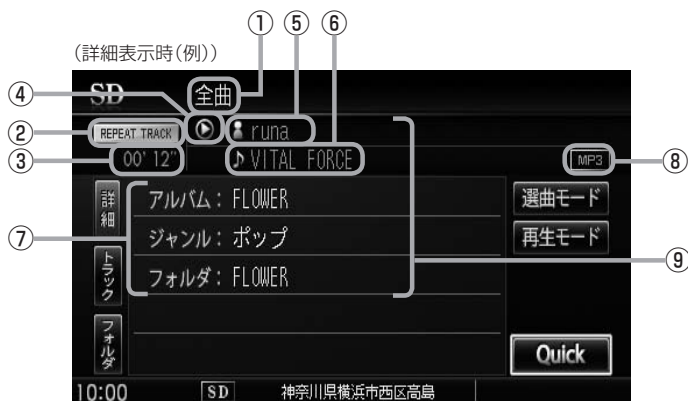 ① ⑤ ⑥
(詳細表示時(例))
④ SD 全曲
② REPEAT TRACK runa
③ 00' 12" ♪ VITAL FORCE MP3 ⑧
詳細 アルバム：FLOWER 選曲モード
⑦ ジャンル：ポップ 再生モード ⑨
トラック フォルダ：FLOWER
フォルダ Quick
10:00 SD 神奈川県横浜市西区高島